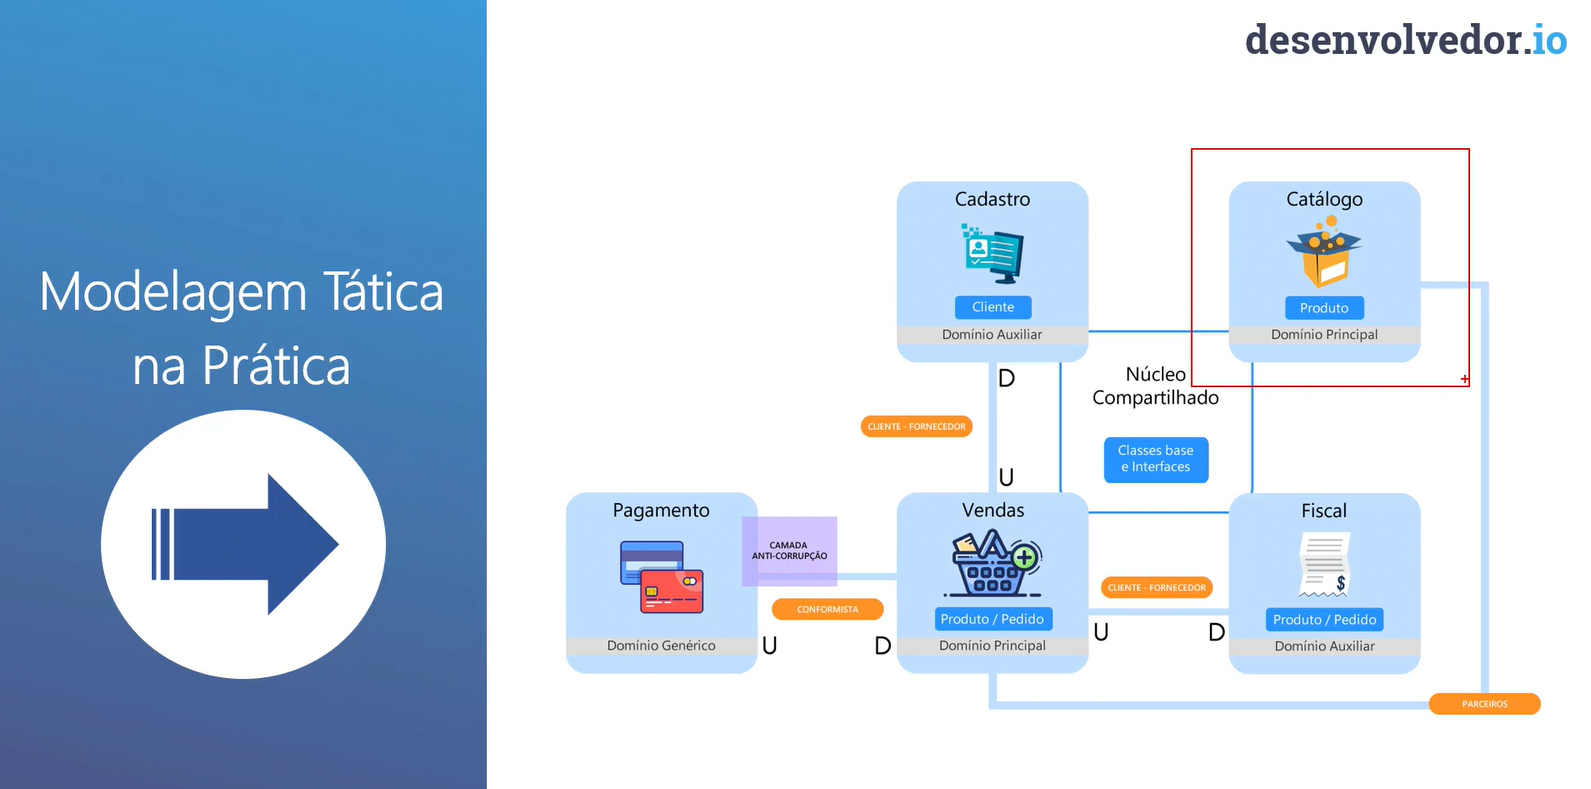 desenvolvedor.io
Modelagem Tática
na Prática
Cadastro
Cliente
Domínio Auxiliar
Catálogo
Produto
Domínio Principal
D
Núcleo
Compartilhado
CLIENTE - FORNECEDOR
Classes base
e Interfaces
U
Pagamento
Domínio Genérico
CAMADA
ANTI-CORRUPÇÃO
CONFORMISTA
U
D
Vendas
Produto / Pedido
Domínio Principal
CLIENTE - FORNECEDOR
U
D
Fiscal
$
Produto / Pedido
Domínio Auxiliar
PARCEIROS